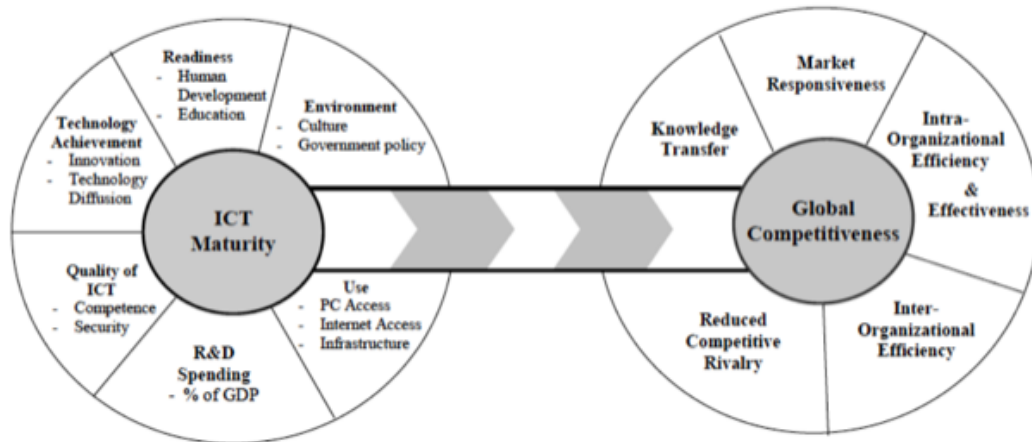 Readiness
- Human
Development
- Education
Environment
- Culture
- Government policy
Technology
Achievement
- Innovation
- Technology
Diffusion
ICT
Maturity
Quality of
ICT
- Competence
- Security
R&D
Spending
- % of GDP
Use
- PC Access
- Internet Access
- Infrastructure
Market
Responsiveness
Knowledge
Transfer
Intra-
Organizational
Efficiency
&
Effectiveness
Global
Competitiveness
Reduced
Competitive
Rivalry
Inter-
Organizational
Efficiency